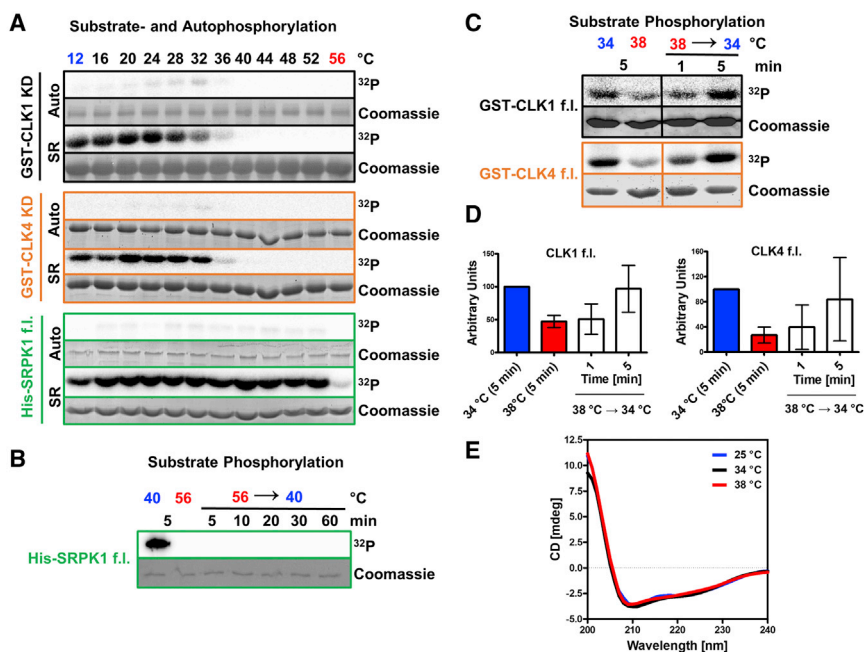 A
Substrate- and Autophosphorylation
12 16 20 24 28 32 36 40 44 48 52 56 °C
GST-CLK1 KD
Auto
32P
Coomassie
SR
32P
Coomassie
GST-CLK4 KD
Auto
32P
Coomassie
SR
32P
Coomassie
His-SRPK1 f.l.
Auto
32P
Coomassie
SR
32P
Coomassie
B
Substrate Phosphorylation
40 56 56 → 40 °C
5 5 10 20 30 60 min
His-SRPK1 f.l.
32P
Coomassie
C
Substrate Phosphorylation
34 38 38 → 34 °C
5 1 5 min
GST-CLK1 f.l.
32P
Coomassie
GST-CLK4 f.l.
32P
Coomassie
D
CLK1 f.l.
Arbitrary Units
150
100
50
0
34 °C (5 min)
38°C (5 min)
1 5
Time [min]
38 °C → 34 °C
CLK4 f.l.
Arbitrary Units
160
120
80
40
0
34 °C (5 min)
38°C (5 min)
1 5
Time [min]
38 °C → 34 °C
E
CD [mdeg]
12.5
10.0
7.5
5.0
2.5
0.0
-2.5
-5.0
25 °C
34 °C
38 °C
200 210 220 230 240
Wavelength [nm]